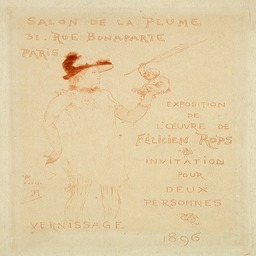 SALON DE LA PLUME
31. RUE BONAPARTE
PARIS
EXPOSITION
DE
L'ŒUVRE DE
FÉLICIEN ROPS
INVITATION
POUR
DEUX
PERSONNES
VERNISSAGE
1896